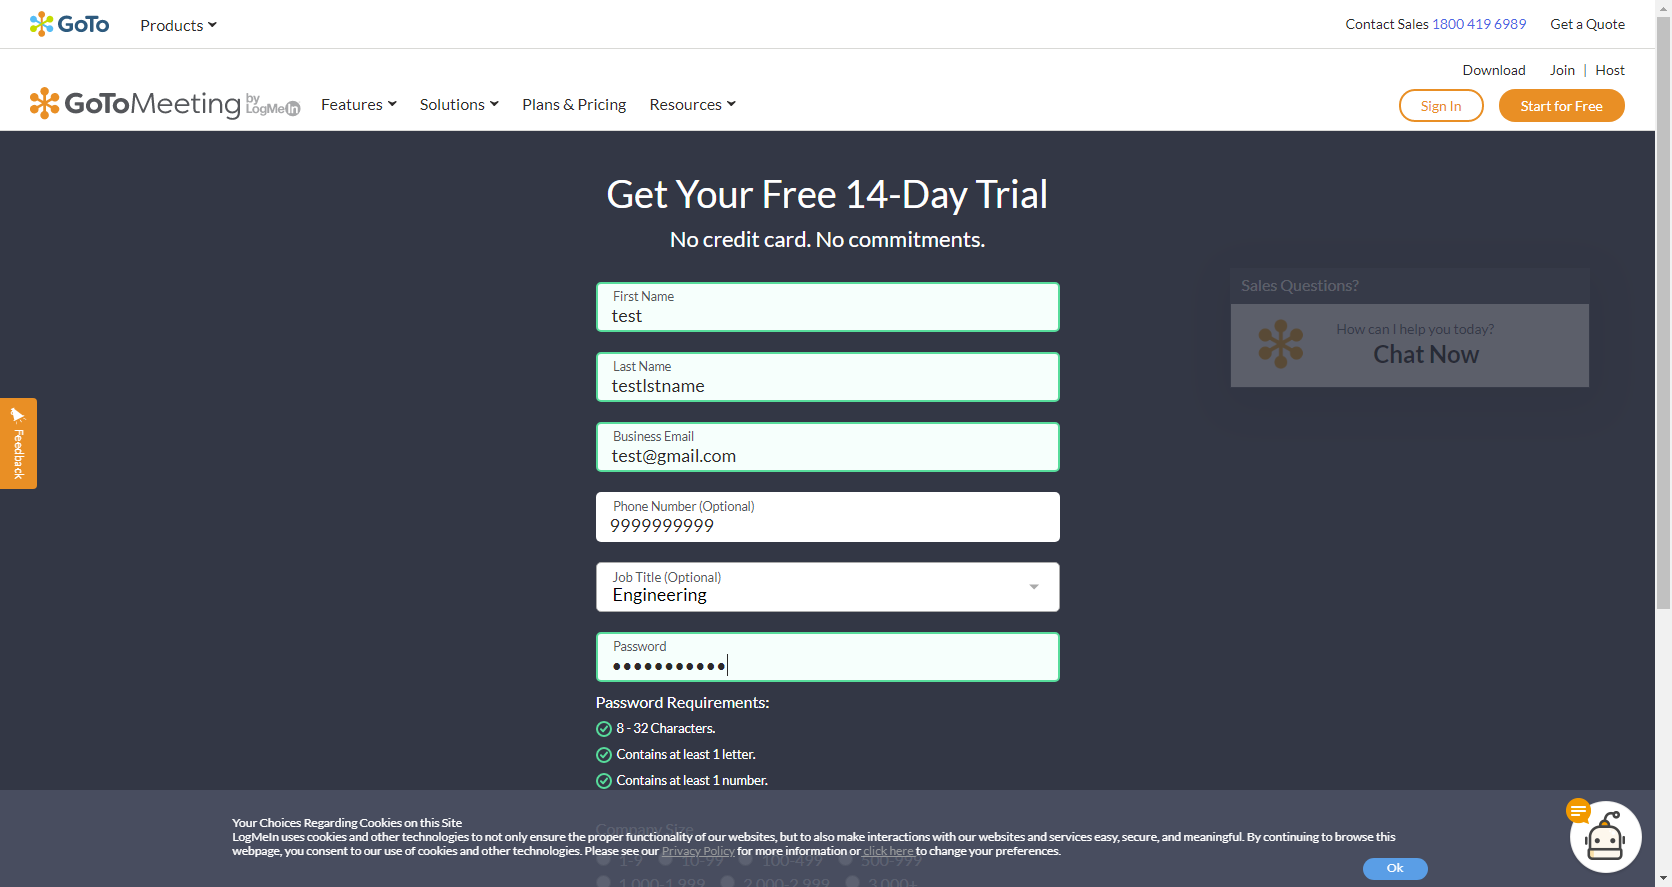 GoTo
Products
Contact Sales 1800 419 6989
Get a Quote
Download
Join | Host
GoToMeeting by LogMeIn
Features
Solutions
Plans & Pricing
Resources
Sign In
Start for Free
Get Your Free 14-Day Trial
No credit card. No commitments.
First Name
test
Last Name
testlstname
Business Email
test@gmail.com
Phone Number (Optional)
9999999999
Job Title (Optional)
Engineering
Password
Password Requirements:
8 - 32 Characters.
Contains at least 1 letter.
Contains at least 1 number.
Sales Questions?
How can I help you today?
Chat Now
Feedback
Company Size
Your Choices Regarding Cookies on this Site
LogMeIn uses cookies and other technologies to not only ensure the proper functionality of our websites, but to also make interactions with our websites and services easy, secure, and meaningful. By continuing to browse this
webpage, you consent to our use of cookies and other technologies. Please see our Privacy Policy for more information or click here to change your preferences.
1-9 10-99 100-499 500-999
1,000-1,999 2,000-2,999 3,000+
Ok